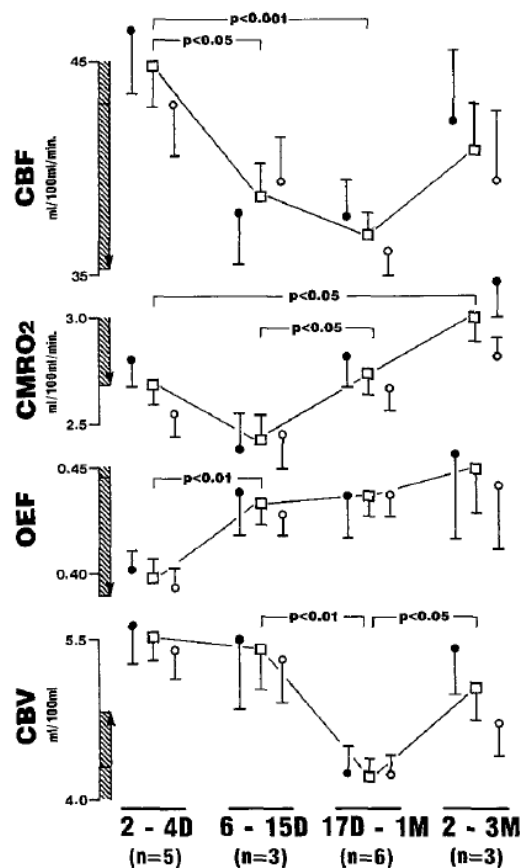 p<0.001
p<0.05
45
CBF
ml/100ml/min.
35
p<0.05
3.0
p<0.05
CMRO2
ml/100ml/min.
2.5
0.45
p<0.01
OEF
0.40
p<0.01
p<0.05
5.5
CBV
ml/100ml
4.0
2 - 4D 6 - 15D 17D - 1M 2 - 3M
(n=5) (n=3) (n=6) (n=3)